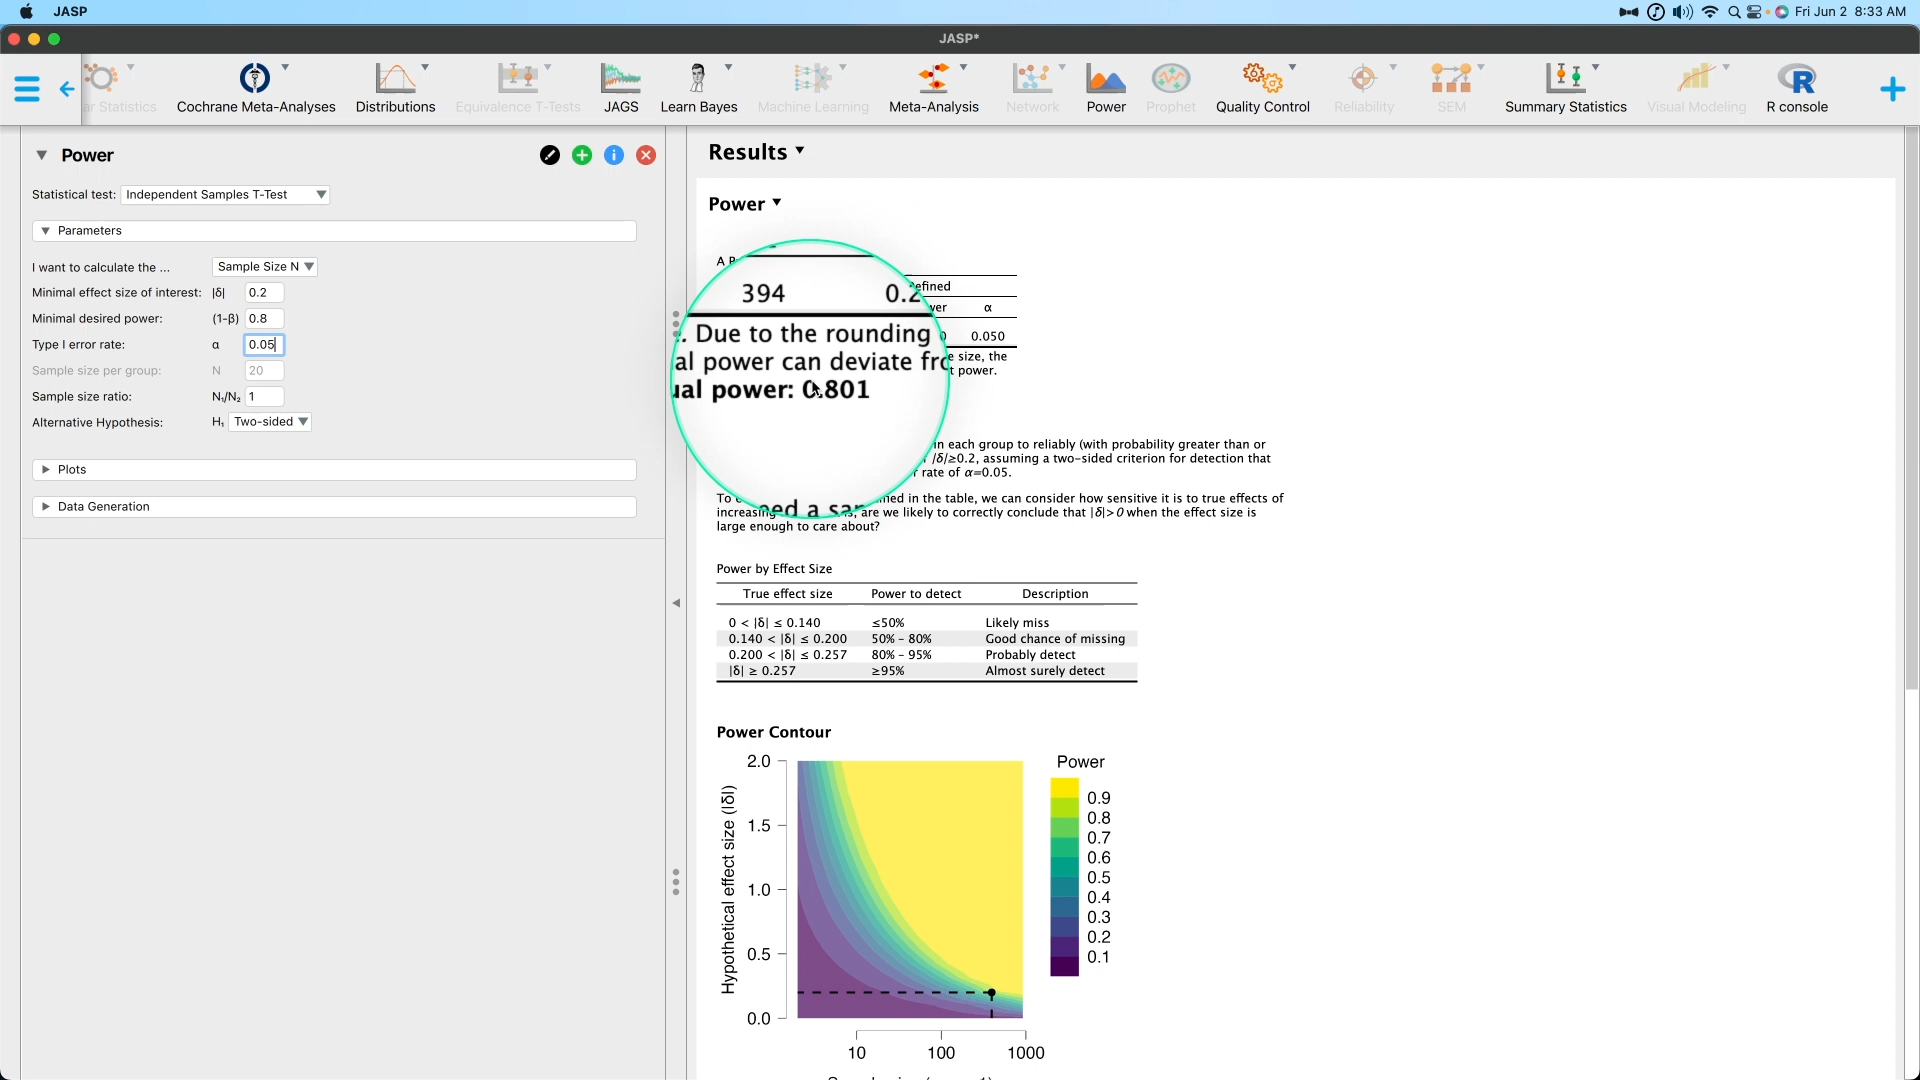 JASP
Fri Jun 2 8:33 AM
JASP*
ar Statistics
Cochrane Meta-Analyses
Distributions
Equivalence T-Tests
JAGS
Learn Bayes
Machine Learning
Meta-Analysis
Network
Power
Prophet
Quality Control
Reliability
SEM
Summary Statistics
Visual Modeling
R console
Power
Statistical test: Independent Samples T-Test
Parameters
I want to calculate the ... Sample Size N
Minimal effect size of interest: |δ| 0.2
Minimal desired power: (1-β) 0.8
Type I error rate: α 0.05
Sample size per group: N 20
Sample size ratio: N₁/N₂ 1
Alternative Hypothesis: H₁ Two-sided
Plots
Data Generation
Results
Power
A P
efined
wer α
394 0.2
0 0.050
. Due to the rounding e size, the
al power can deviate fro t power.
ual power: 0.801
in each group to reliably (with probability greater than or
|δ|≥0.2, assuming a two-sided criterion for detection that
r rate of α=0.05.
To ned in the table, we can consider how sensitive it is to true effects of
eed a sa
increasing are we likely to correctly conclude that |δ|>0 when the effect size is
large enough to care about?
Power by Effect Size
True effect size Power to detect Description
0 < |δ| ≤ 0.140 ≤50% Likely miss
0.140 < |δ| ≤ 0.200 50% – 80% Good chance of missing
0.200 < |δ| ≤ 0.257 80% – 95% Probably detect
|δ| ≥ 0.257 ≥95% Almost surely detect
Power Contour
Hypothetical effect size (|δ|)
2.0
1.5
1.0
0.5
0.0
10 100 1000
Power
0.9
0.8
0.7
0.6
0.5
0.4
0.3
0.2
0.1